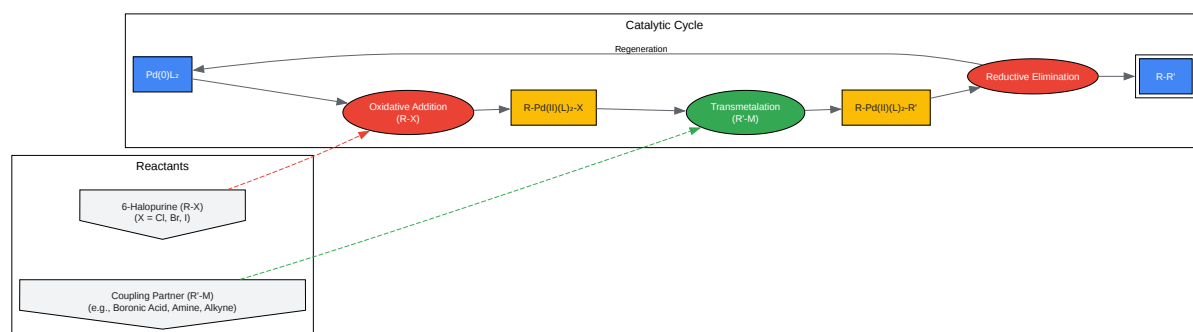 Catalytic Cycle
Regeneration
Pd(0)L₂
Oxidative Addition
(R-X)
R-Pd(II)(L)₂-X
Transmetalation
(R'-M)
R-Pd(II)(L)₂-R'
Reductive Elimination
R-R'
Reactants
6-Halopurine (R-X)
(X = Cl, Br, I)
Coupling Partner (R'-M)
(e.g., Boronic Acid, Amine, Alkyne)